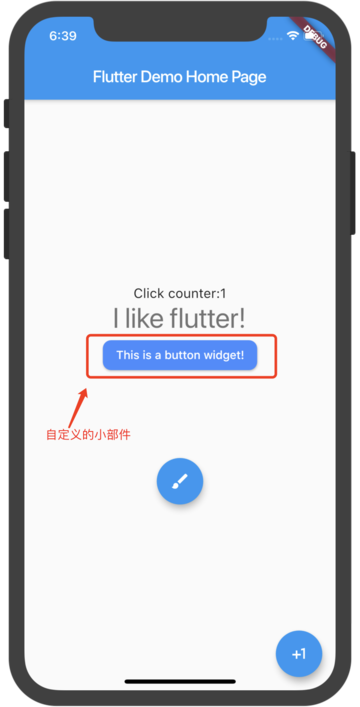 6:39
DEBUG
Flutter Demo Home Page
Click counter:1
I like flutter!
This is a button widget!
自定义的小部件
+1